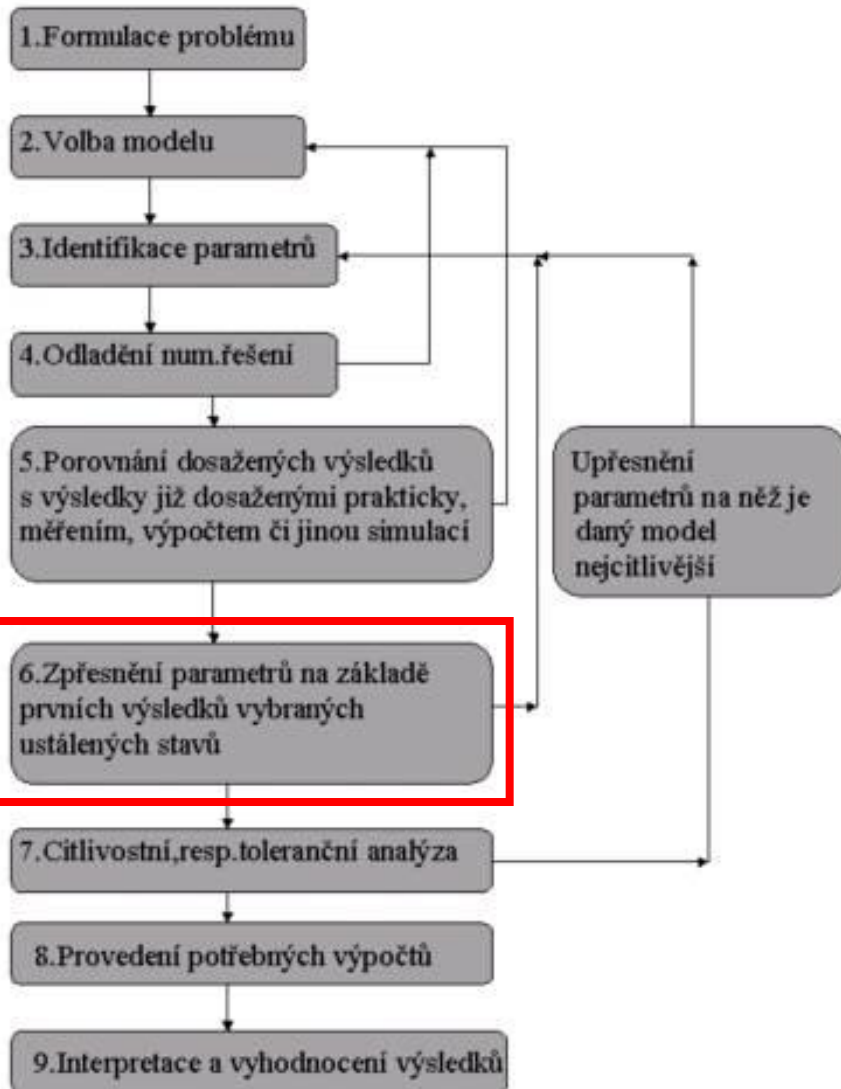 1.Formulace problému
2.Volba modelu
3.Identifikace parametrů
4.Odladění num.řešení
5.Porovnání dosažených výsledků
s výsledky již dosaženými prakticky,
měřením, výpočtem či jinou simulací
Upřesnění
parametrů na něž je
daný model
nejcitlivější
6.Zpřesnění parametrů na základě
prvních výsledků vybraných
ustálených stavů
7.Citlivostní,resp.toleranční analýza
8.Provedení potřebných výpočtů
9.Interpretace a vyhodnocení výsledků